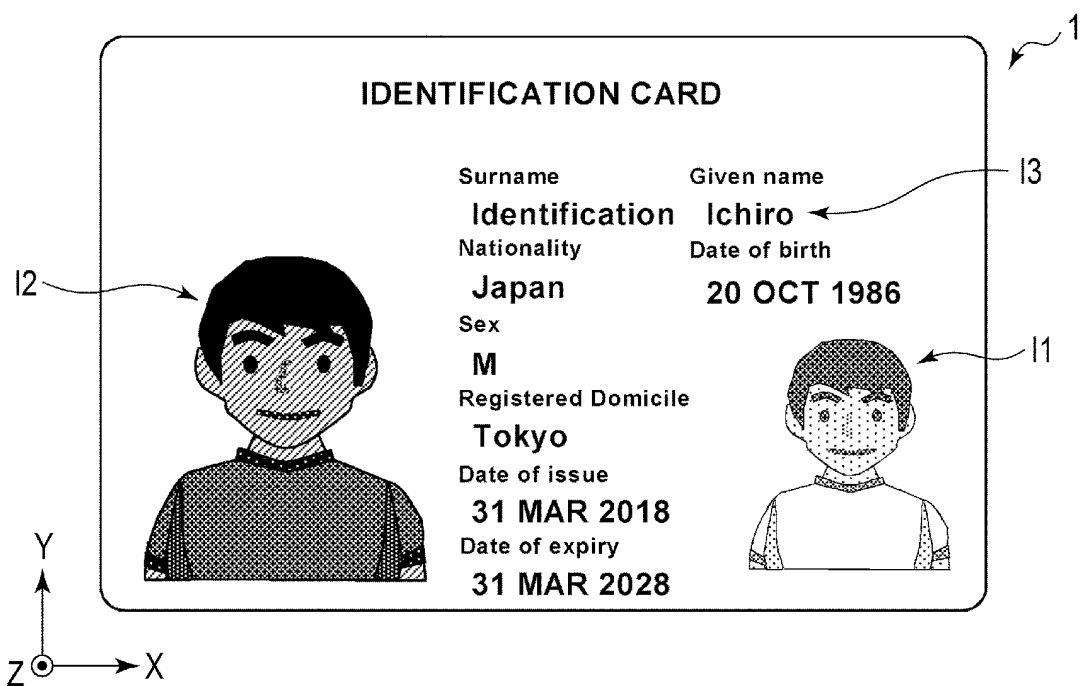 1
IDENTIFICATION CARD
Surname Given name
I3
Identification Ichiro
Nationality Date of birth
I2
Japan 20 OCT 1986
Sex
I1
M
Registered Domicile
Tokyo
Date of issue
31 MAR 2018
Date of expiry
31 MAR 2028
Y
Z X